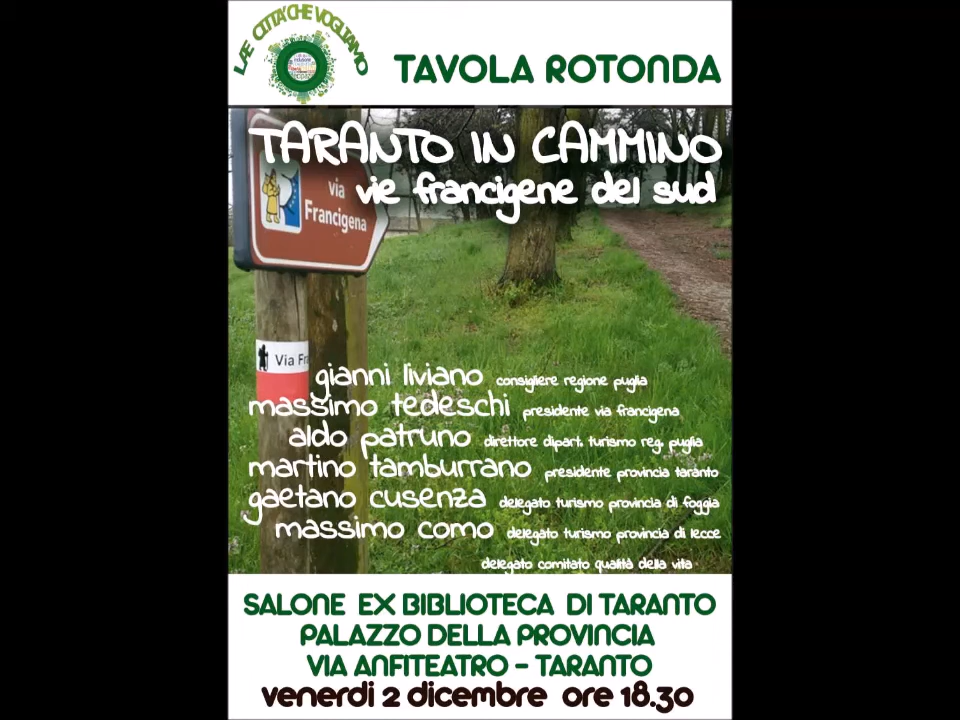 LAE CITTA' CHE VOGLIAMO
TAVOLA ROTONDA
TARANTO IN CAMMINO
vie francigene del sud
via
Francigena
Via Fr
gianni liviano consigliere regione puglia
massimo tedeschi presidente via francigena
aldo patruno direttore dipart. turismo reg. puglia
martino tamburrano presidente provincia taranto
gaetano cusenza delegato turismo provincia di foggia
massimo como delegato turismo provincia di lecce
delegato comitato qualità della vita
SALONE EX BIBLIOTECA DI TARANTO
PALAZZO DELLA PROVINCIA
VIA ANFITEATRO - TARANTO
venerdi 2 dicembre ore 18.30